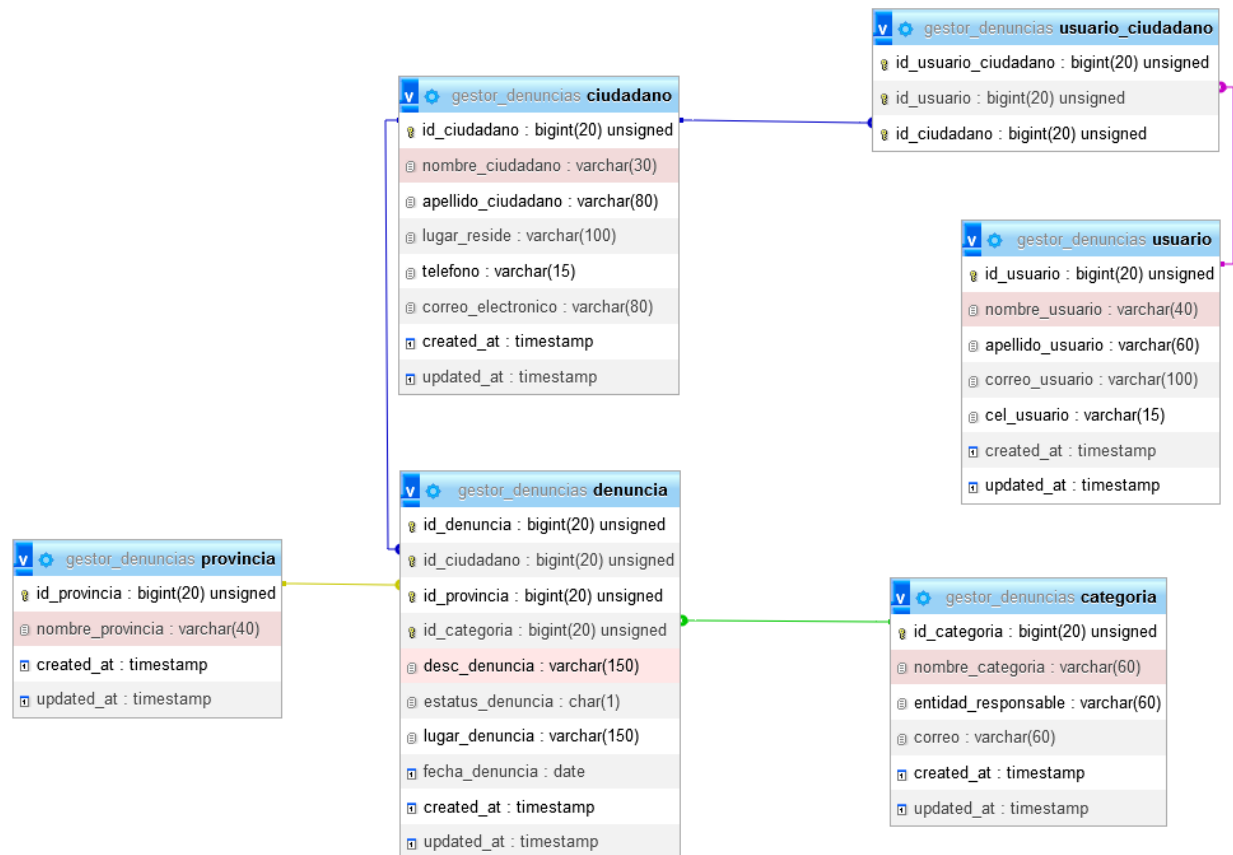 v gestor_denuncias usuario_ciudadano
id_usuario_ciudadano : bigint(20) unsigned
id_usuario : bigint(20) unsigned
id_ciudadano : bigint(20) unsigned
v gestor_denuncias ciudadano
id_ciudadano : bigint(20) unsigned
nombre_ciudadano : varchar(30)
apellido_ciudadano : varchar(80)
lugar_reside : varchar(100)
telefono : varchar(15)
correo_electronico : varchar(80)
created_at : timestamp
updated_at : timestamp
v gestor_denuncias usuario
id_usuario : bigint(20) unsigned
nombre_usuario : varchar(40)
apellido_usuario : varchar(60)
correo_usuario : varchar(100)
cel_usuario : varchar(15)
created_at : timestamp
updated_at : timestamp
v gestor_denuncias denuncia
id_denuncia : bigint(20) unsigned
id_ciudadano : bigint(20) unsigned
id_provincia : bigint(20) unsigned
id_categoria : bigint(20) unsigned
desc_denuncia : varchar(150)
estatus_denuncia : char(1)
lugar_denuncia : varchar(150)
fecha_denuncia : date
created_at : timestamp
updated_at : timestamp
v gestor_denuncias provincia
id_provincia : bigint(20) unsigned
nombre_provincia : varchar(40)
created_at : timestamp
updated_at : timestamp
v gestor_denuncias categoria
id_categoria : bigint(20) unsigned
nombre_categoria : varchar(60)
entidad_responsable : varchar(60)
correo : varchar(60)
created_at : timestamp
updated_at : timestamp